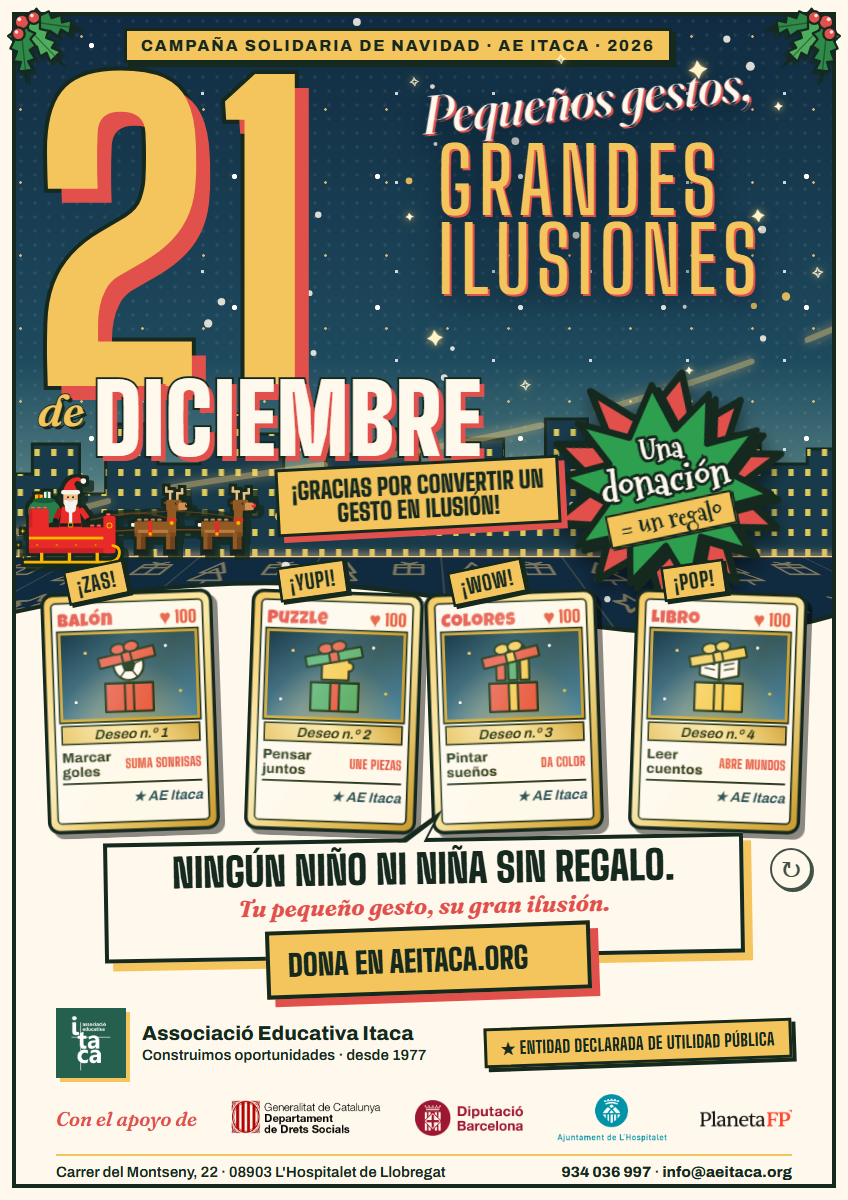 CAMPAÑA SOLIDARIA DE NAVIDAD · AE ITACA · 2026
21
de DICIEMBRE
Pequeños gestos,
GRANDES
ILUSIONES
¡GRACIAS POR CONVERTIR UN
GESTO EN ILUSIÓN!
Una
donación
= un regalo
¡ZAS!
BALÓN ♥ 100
Deseo n.º 1
Marcar
goles
SUMA SONRISAS
★ AE Itaca
¡YUPI!
PUZZLE ♥ 100
Deseo n.º 2
Pensar
juntos
UNE PIEZAS
★ AE Itaca
¡WOW!
COLORES ♥ 100
Deseo n.º 3
Pintar
sueños
DA COLOR
★ AE Itaca
¡POP!
LIBRO ♥ 100
Deseo n.º 4
Leer
cuentos
ABRE MUNDOS
★ AE Itaca
NINGÚN NIÑO NI NIÑA SIN REGALO.
Tu pequeño gesto, su gran ilusión.
DONA EN AEITACA.ORG
↻
associació
educativa
itaca
Associació Educativa Itaca
Construimos oportunidades · desde 1977
★ ENTIDAD DECLARADA DE UTILIDAD PÚBLICA
Con el apoyo de
Generalitat de Catalunya
Departament
de Drets Socials
Diputació
Barcelona
Ajuntament de L'Hospitalet
PlanetaFP
Carrer del Montseny, 22 · 08903 L'Hospitalet de Llobregat
934 036 997 · info@aeitaca.org